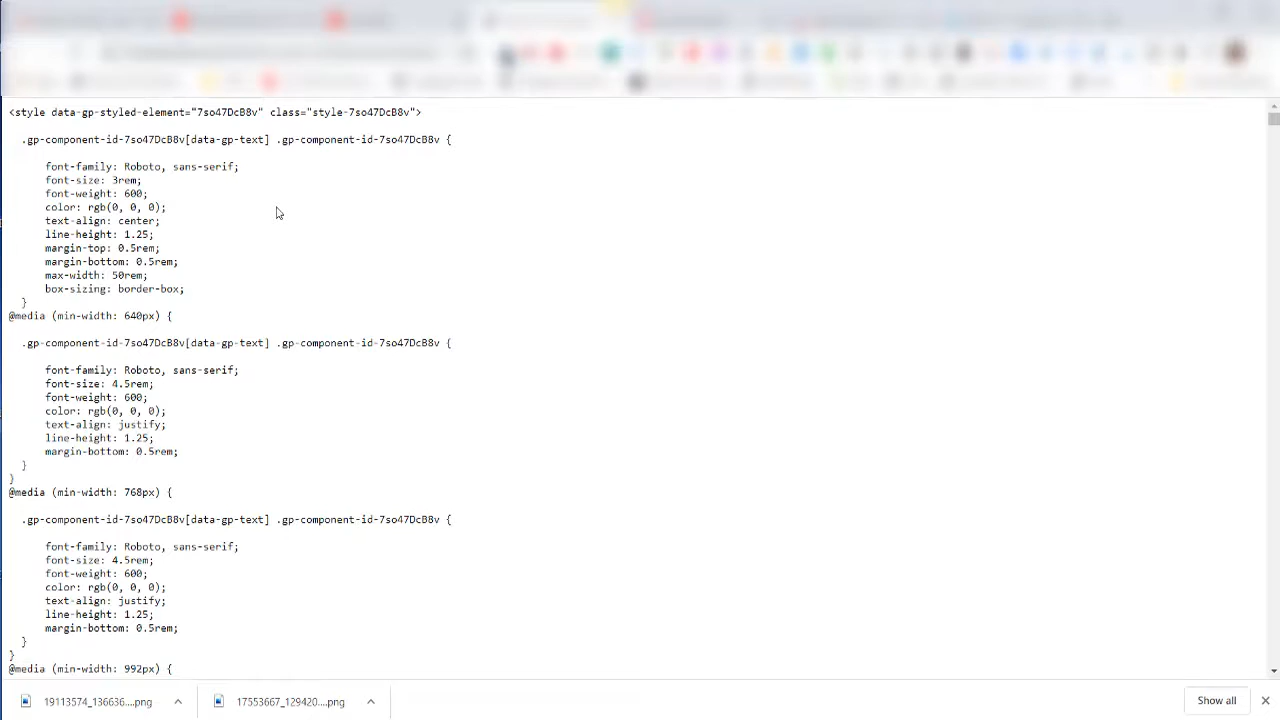 <style data-gp-styled-element="7so47DcB8v" class="style-7so47DcB8v">
.gp-component-id-7so47DcB8v[data-gp-text] .gp-component-id-7so47DcB8v {
font-family: Roboto, sans-serif;
font-size: 3rem;
font-weight: 600;
color: rgb(0, 0, 0);
text-align: center;
line-height: 1.25;
margin-top: 0.5rem;
margin-bottom: 0.5rem;
max-width: 50rem;
box-sizing: border-box;
}
@media (min-width: 640px) {
.gp-component-id-7so47DcB8v[data-gp-text] .gp-component-id-7so47DcB8v {
font-family: Roboto, sans-serif;
font-size: 4.5rem;
font-weight: 600;
color: rgb(0, 0, 0);
text-align: justify;
line-height: 1.25;
margin-bottom: 0.5rem;
}
}
@media (min-width: 768px) {
.gp-component-id-7so47DcB8v[data-gp-text] .gp-component-id-7so47DcB8v {
font-family: Roboto, sans-serif;
font-size: 4.5rem;
font-weight: 600;
color: rgb(0, 0, 0);
text-align: justify;
line-height: 1.25;
margin-bottom: 0.5rem;
}
}
@media (min-width: 992px) {
19113574_136636....png
17553667_129420....png
Show all